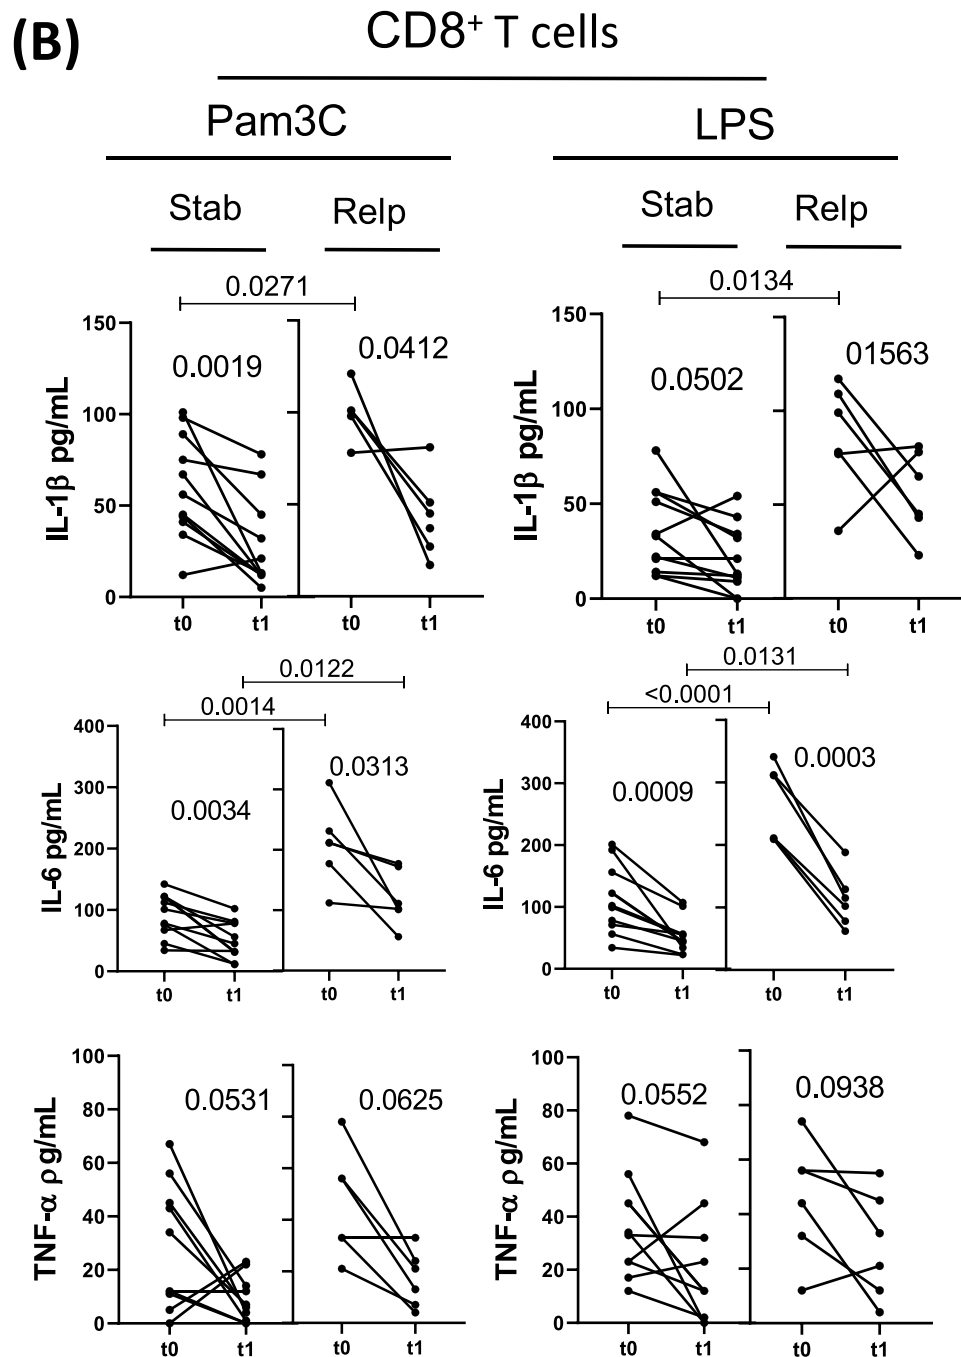 (B)
CD8+ T cells
Pam3C
LPS
Stab
Relp
Stab
Relp
0.0271
0.0134
150
100
50
0
IL-1β pg/mL
0.0019
0.0412
t0
t1
t0
t1
150
100
50
0
IL-1β pg/mL
0.0502
01563
t0
t1
t0
t1
0.0122
0.0014
0.0131
<0.0001
400
300
200
100
0
IL-6 pg/mL
0.0034
0.0313
t0
t1
t0
t1
400
300
200
100
0
IL-6 pg/mL
0.0009
0.0003
t0
t1
t0
t1
100
80
60
40
20
0
TNF-α ρ g/mL
0.0531
0.0625
t0
t1
t0
t1
100
80
60
40
20
0
TNF-α ρ g/mL
0.0552
0.0938
t0
t1
t0
t1